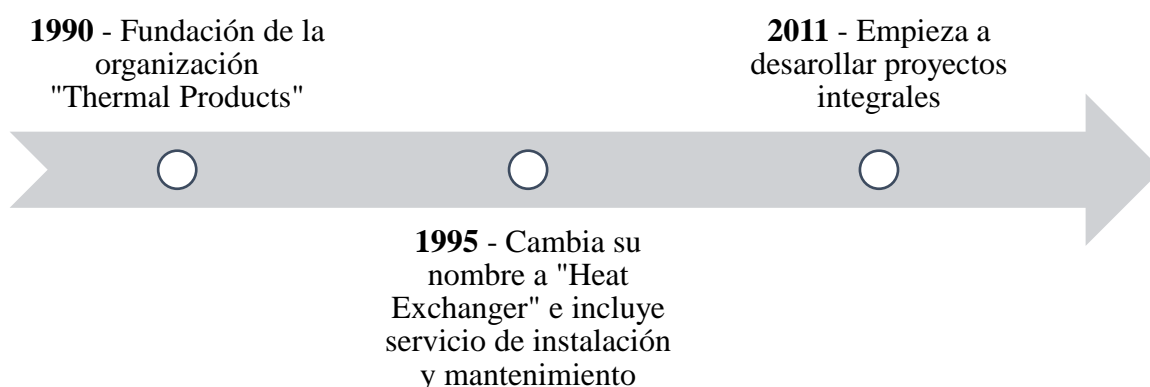 1990 - Fundación de la
organización
"Thermal Products"
1995 - Cambia su
nombre a "Heat
Exchanger" e incluye
servicio de instalación
y mantenimiento
2011 - Empieza a
desarollar proyectos
integrales